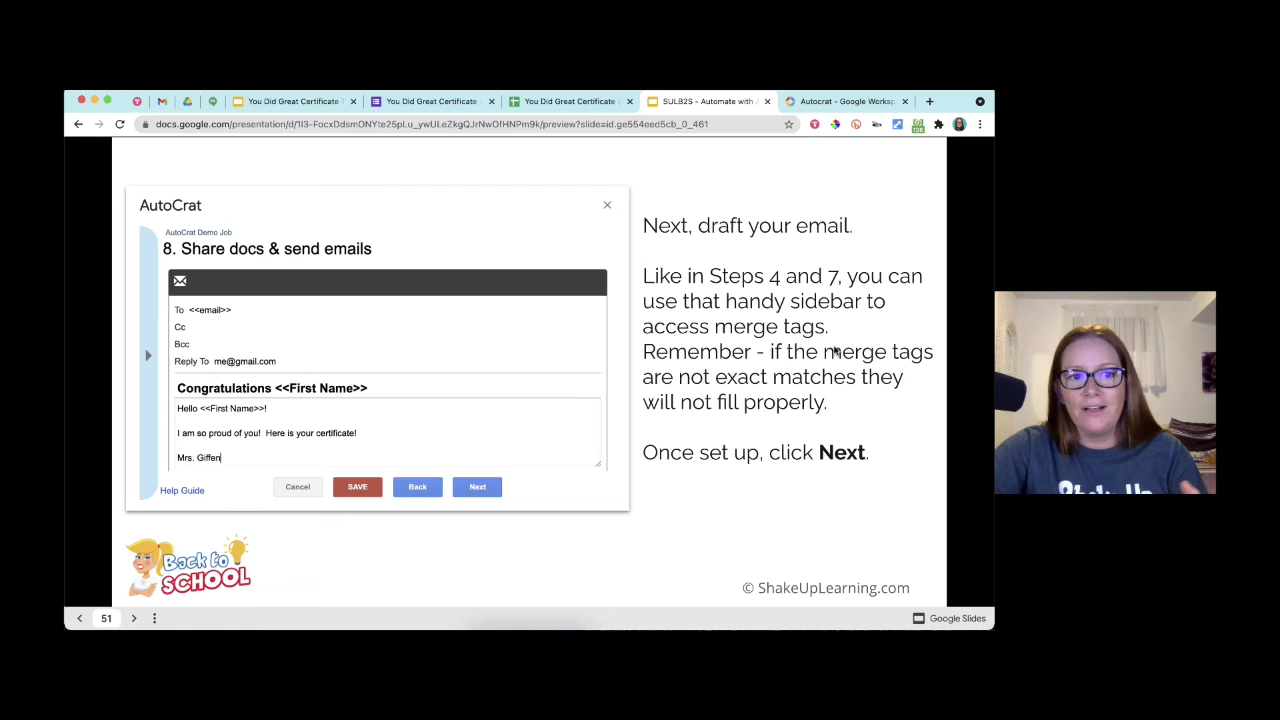 You Did Great Certificate
You Did Great Certificate
You Did Great Certificate
SULB2S - Automate with
Autocrat - Google Worksp
docs.google.com/presentation/d/1I3-FocxDdsmONYte25pLu_ywULeZkgQJrNwOfHNPm9k/preview?slide=id.ge554eed5cb_0_461
AutoCrat
AutoCrat Demo Job
8. Share docs & send emails
To <<email>>
Cc
Bcc
Reply To me@gmail.com
Congratulations <<First Name>>
Hello <<First Name>>!
I am so proud of you! Here is your certificate!
Mrs. Giffen
Help Guide
Cancel
SAVE
Back
Next
Next, draft your email.
Like in Steps 4 and 7, you can
use that handy sidebar to
access merge tags.
Remember - if the merge tags
are not exact matches they
will not fill properly.
Once set up, click Next.
Back to
SCHOOL
© ShakeUpLearning.com
51
Google Slides